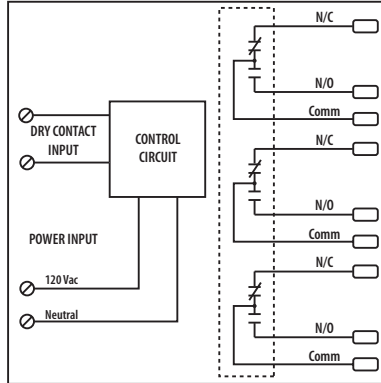 N/C
N/O
Comm
DRY CONTACT
INPUT
CONTROL
CIRCUIT
N/C
N/O
Comm
POWER INPUT
120 Vac
Neutral
N/C
N/O
Comm